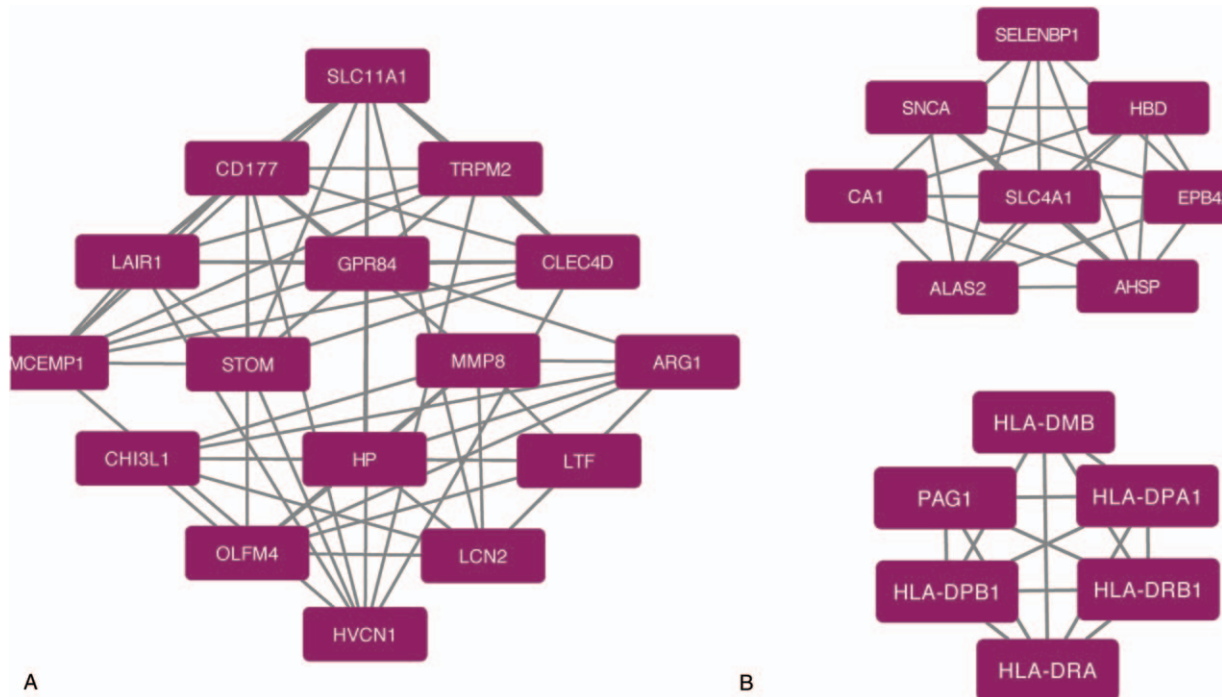 SLC11A1
CD177 TRPM2
LAIR1 GPR84 CLEC4D
MCEMP1 STOM MMP8 ARG1
CHI3L1 HP LTF
OLFM4 LCN2
HVCN1
A
SELENBP1
SNCA HBD
CA1 SLC4A1 EPB4
ALAS2 AHSP
HLA-DMB
PAG1 HLA-DPA1
HLA-DPB1 HLA-DRB1
HLA-DRA
B